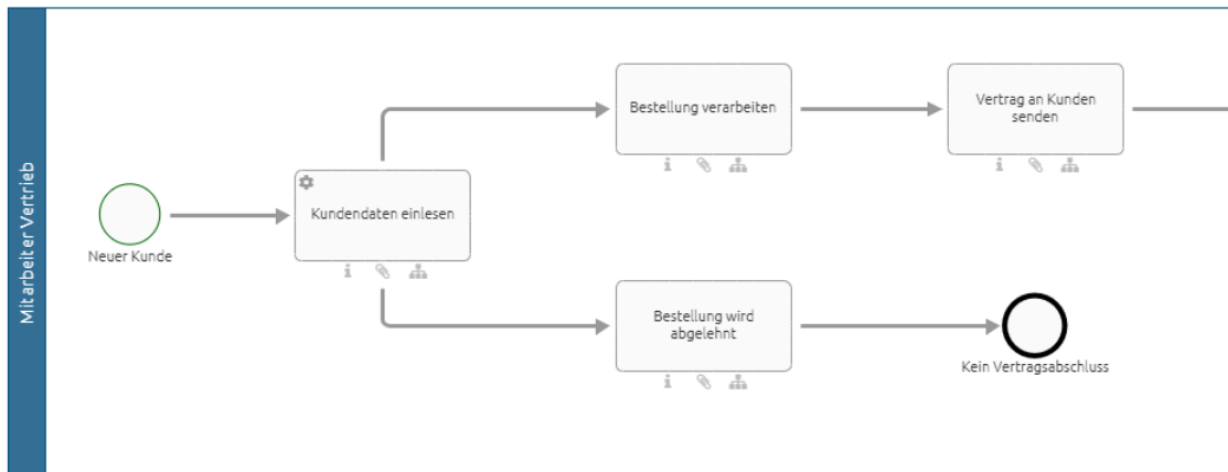 Mitarbeiter Vertrieb
Neuer Kunde
Kundendaten einlesen
Bestellung verarbeiten
Vertrag an Kunden
senden
Bestellung wird
abgelehnt
Kein Vertragsabschluss